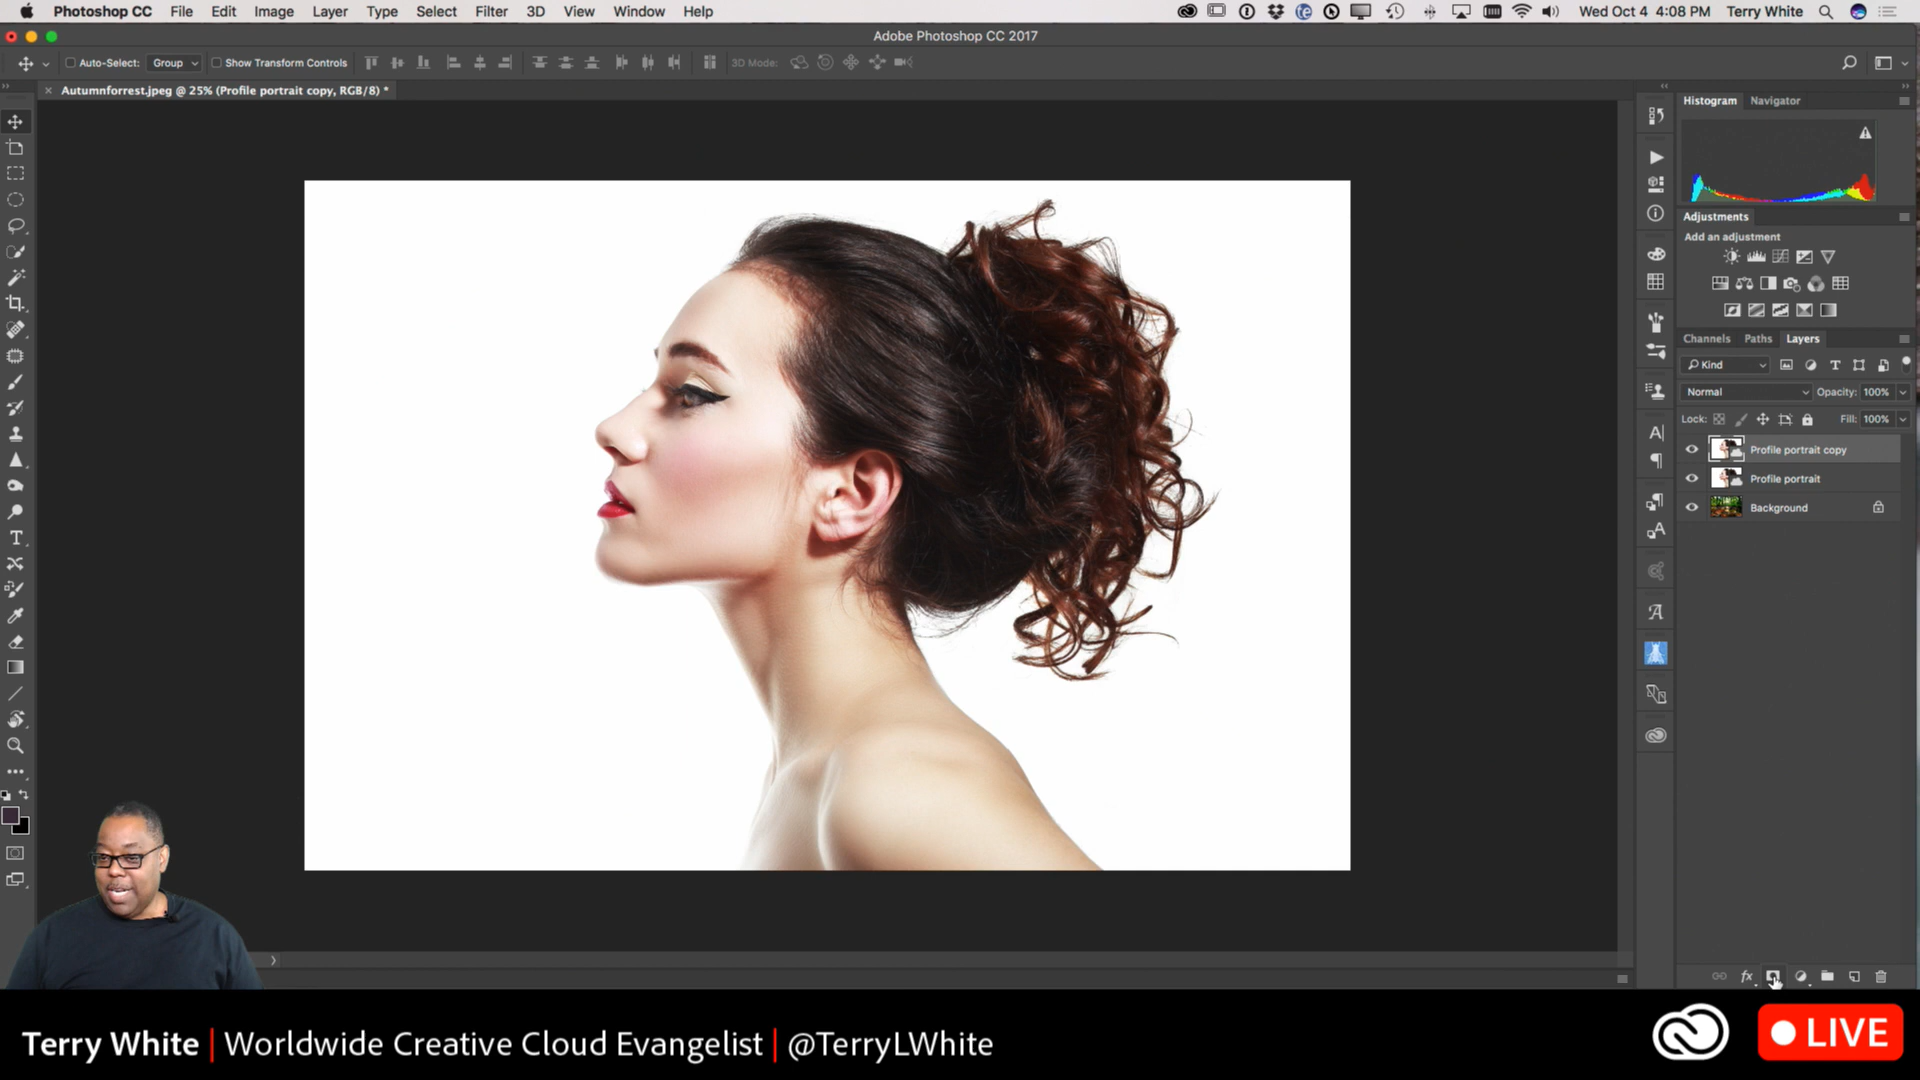 Photoshop CC File Edit Image Layer Type Select Filter 3D View Window Help Wed Oct 4 4:08 PM Terry White
Adobe Photoshop CC 2017
Auto-Select: Group Show Transform Controls 3D Mode:
Autumnforrest.jpeg @ 25% (Profile portrait copy, RGB/8) *
Histogram Navigator
Adjustments
Add an adjustment
Channels Paths Layers
Kind
Normal Opacity: 100%
Lock: Fill: 100%
Profile portrait copy
Profile portrait
Background
fx
Terry White | Worldwide Creative Cloud Evangelist | @TerryLWhite
LIVE